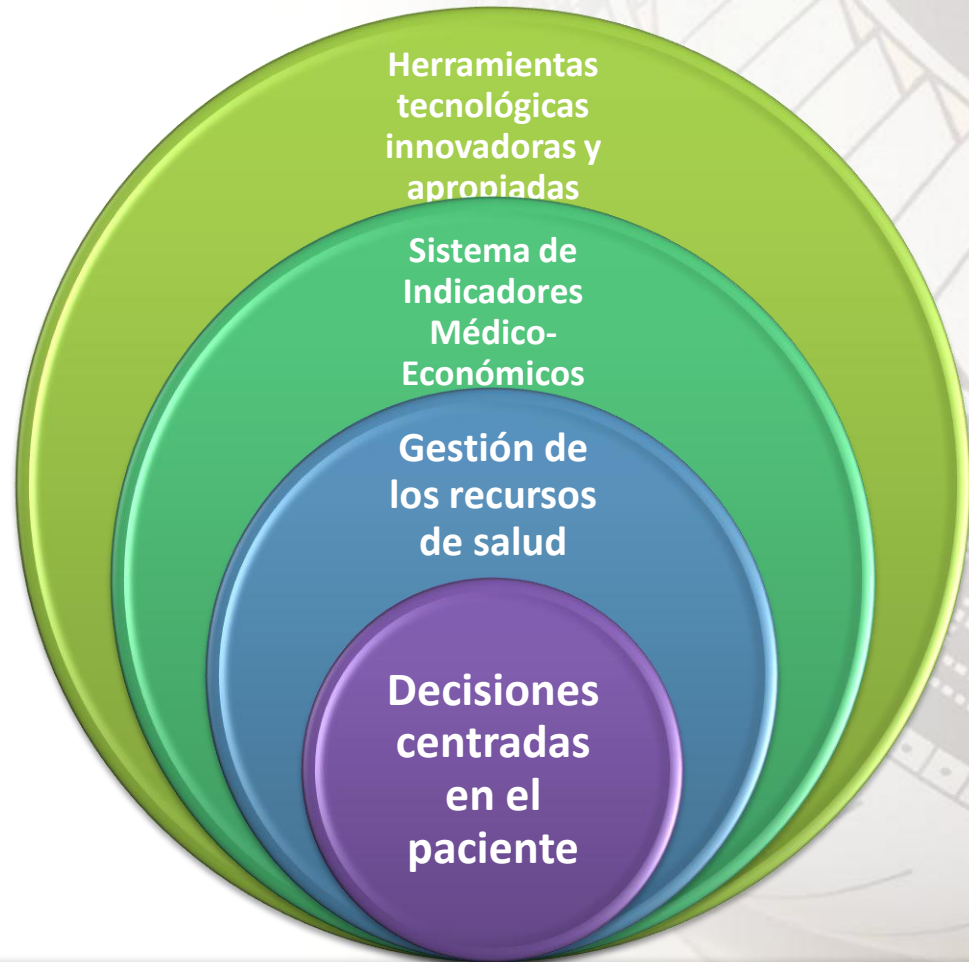 Herramientas
tecnológicas
innovadoras y
apropiadas
Sistema de
Indicadores
Médico-
Económicos
Gestión de
los recursos
de salud
Decisiones
centradas
en el
paciente